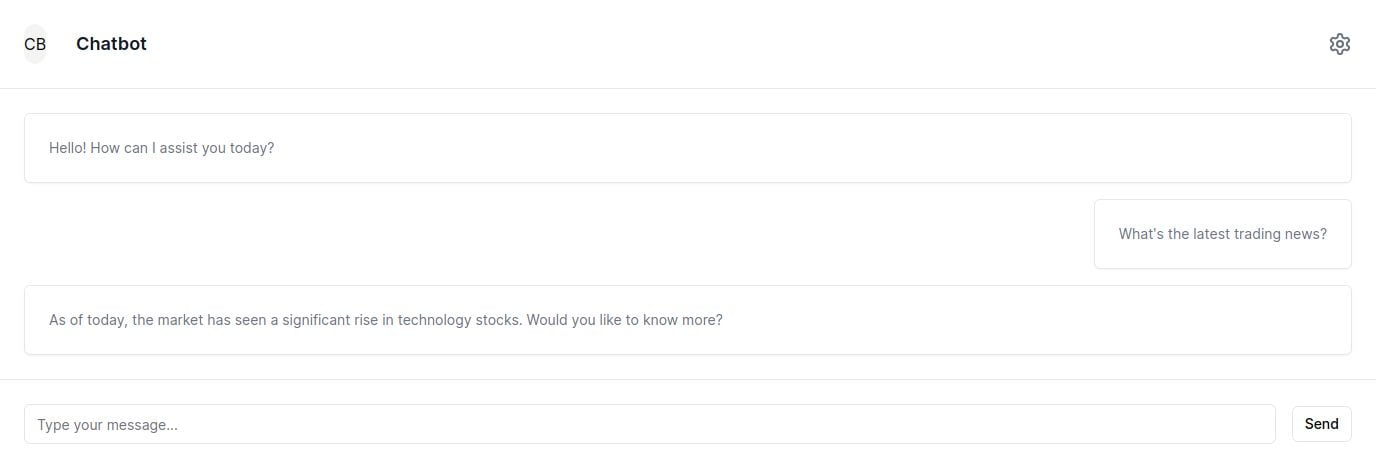 CB
Chatbot
Hello! How can I assist you today?
What's the latest trading news?
As of today, the market has seen a significant rise in technology stocks. Would you like to know more?
Type your message...
Send